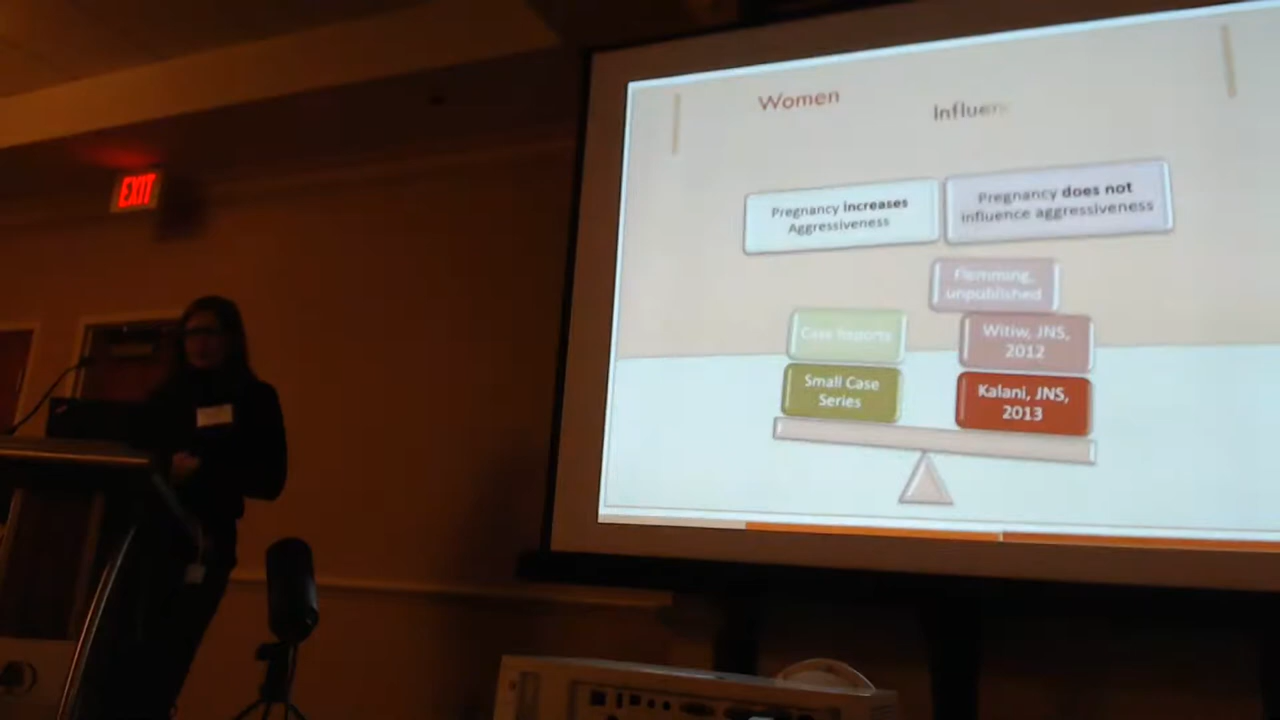 EXIT
Women
Influen
Pregnancy increases
Aggressiveness
Pregnancy does not
influence aggressiveness
Flemming,
unpublished
Case Reports
Witiw, JNS,
2012
Small Case
Series
Kalani, JNS,
2013